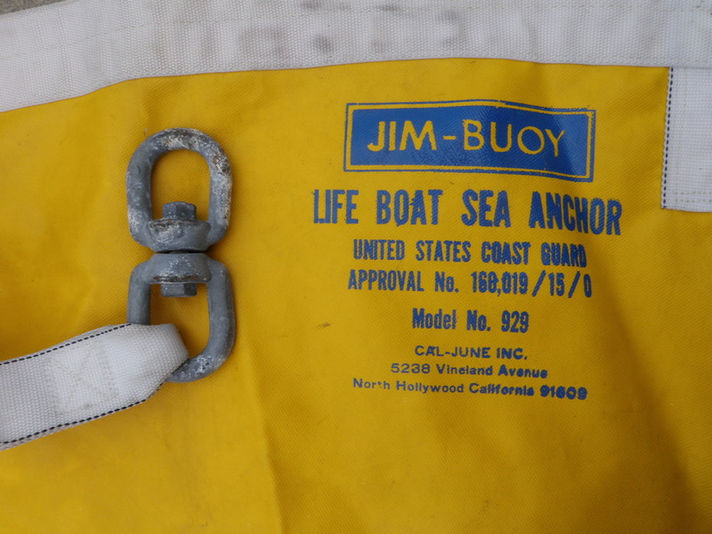 JIM-BUOY
LIFE BOAT SEA ANCHOR
UNITED STATES COAST GUARD
APPROVAL No. 160,019/15/0
Model No. 929
CAL-JUNE INC.
5238 Vineland Avenue
North Hollywood California 91609